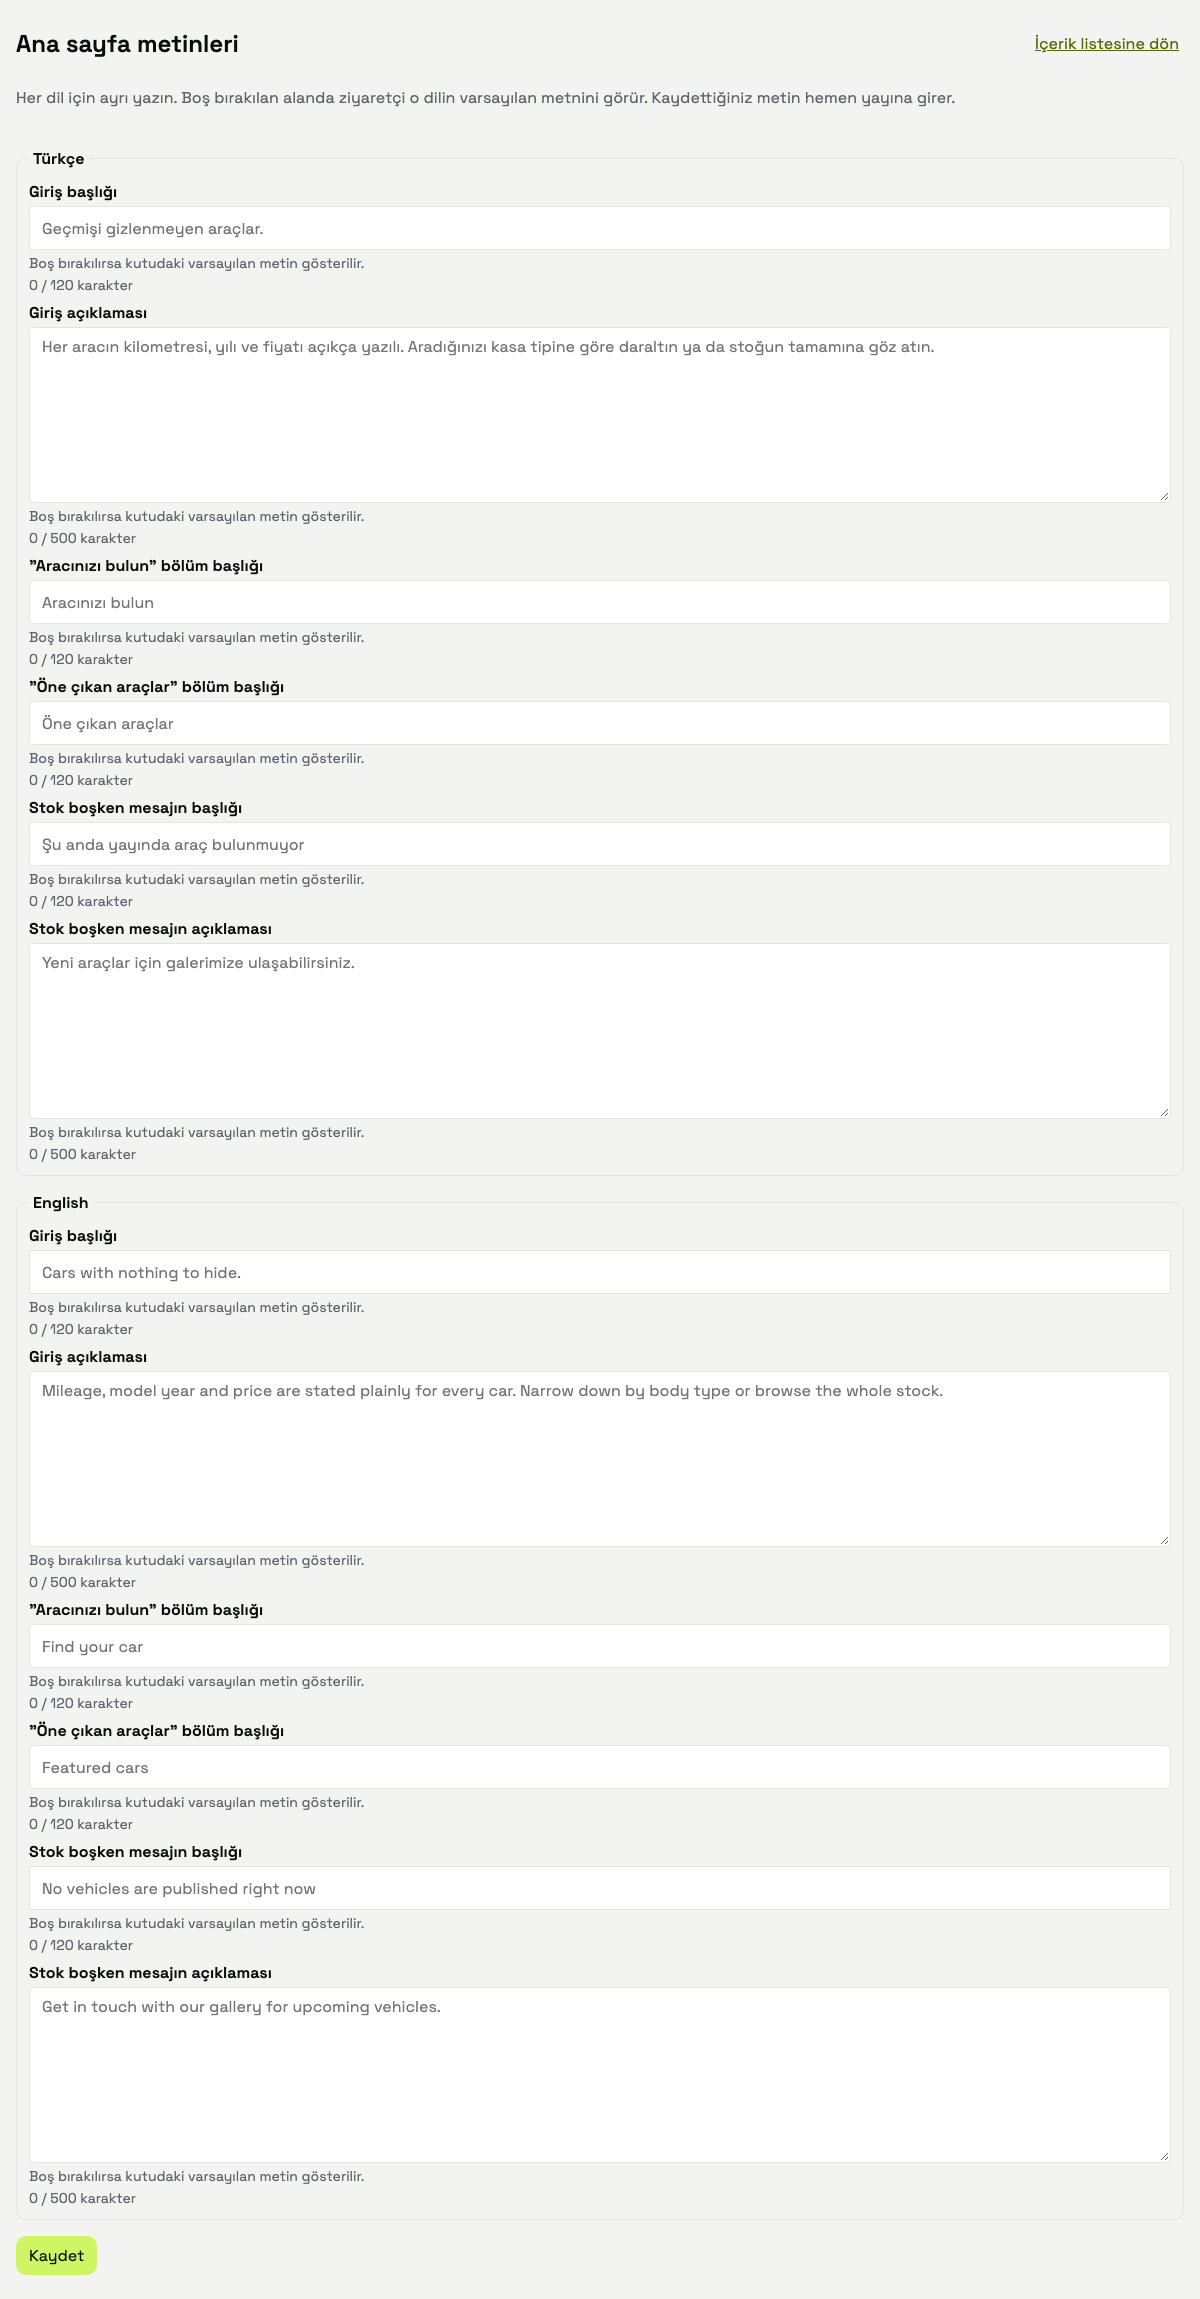 Ana sayfa metinleri
İçerik listesine dön
Her dil için ayrı yazın. Boş bırakılan alanda ziyaretçi o dilin varsayılan metnini görür. Kaydettiğiniz metin hemen yayına girer.
Türkçe
Giriş başlığı
Geçmişi gizlenmeyen araçlar.
Boş bırakılırsa kutudaki varsayılan metin gösterilir.
0 / 120 karakter
Giriş açıklaması
Her aracın kilometresi, yılı ve fiyatı açıkça yazılı. Aradığınızı kasa tipine göre daraltın ya da stoğun tamamına göz atın.
Boş bırakılırsa kutudaki varsayılan metin gösterilir.
0 / 500 karakter
"Aracınızı bulun" bölüm başlığı
Aracınızı bulun
Boş bırakılırsa kutudaki varsayılan metin gösterilir.
0 / 120 karakter
"Öne çıkan araçlar" bölüm başlığı
Öne çıkan araçlar
Boş bırakılırsa kutudaki varsayılan metin gösterilir.
0 / 120 karakter
Stok boşken mesajın başlığı
Şu anda yayında araç bulunmuyor
Boş bırakılırsa kutudaki varsayılan metin gösterilir.
0 / 120 karakter
Stok boşken mesajın açıklaması
Yeni araçlar için galerimize ulaşabilirsiniz.
Boş bırakılırsa kutudaki varsayılan metin gösterilir.
0 / 500 karakter
English
Giriş başlığı
Cars with nothing to hide.
Boş bırakılırsa kutudaki varsayılan metin gösterilir.
0 / 120 karakter
Giriş açıklaması
Mileage, model year and price are stated plainly for every car. Narrow down by body type or browse the whole stock.
Boş bırakılırsa kutudaki varsayılan metin gösterilir.
0 / 500 karakter
"Aracınızı bulun" bölüm başlığı
Find your car
Boş bırakılırsa kutudaki varsayılan metin gösterilir.
0 / 120 karakter
"Öne çıkan araçlar" bölüm başlığı
Featured cars
Boş bırakılırsa kutudaki varsayılan metin gösterilir.
0 / 120 karakter
Stok boşken mesajın başlığı
No vehicles are published right now
Boş bırakılırsa kutudaki varsayılan metin gösterilir.
0 / 120 karakter
Stok boşken mesajın açıklaması
Get in touch with our gallery for upcoming vehicles.
Boş bırakılırsa kutudaki varsayılan metin gösterilir.
0 / 500 karakter
Kaydet